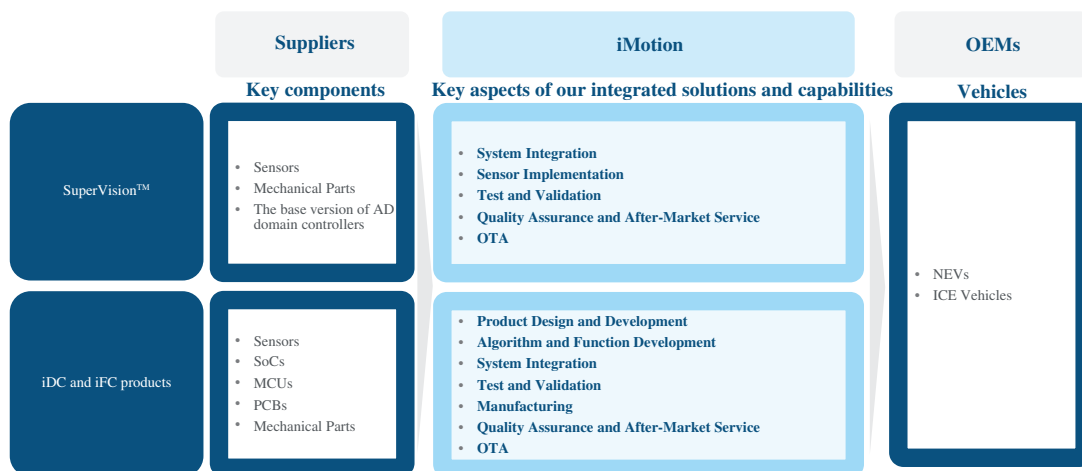 Suppliers
iMotion
OEMs
Key components
Key aspects of our integrated solutions and capabilities
Vehicles
SuperVision™
• Sensors
• Mechanical Parts
• The base version of AD
domain controllers
• System Integration
• Sensor Implementation
• Test and Validation
• Quality Assurance and After-Market Service
• OTA
• NEVs
• ICE Vehicles
iDC and iFC products
• Sensors
• SoCs
• MCUs
• PCBs
• Mechanical Parts
• Product Design and Development
• Algorithm and Function Development
• System Integration
• Test and Validation
• Manufacturing
• Quality Assurance and After-Market Service
• OTA